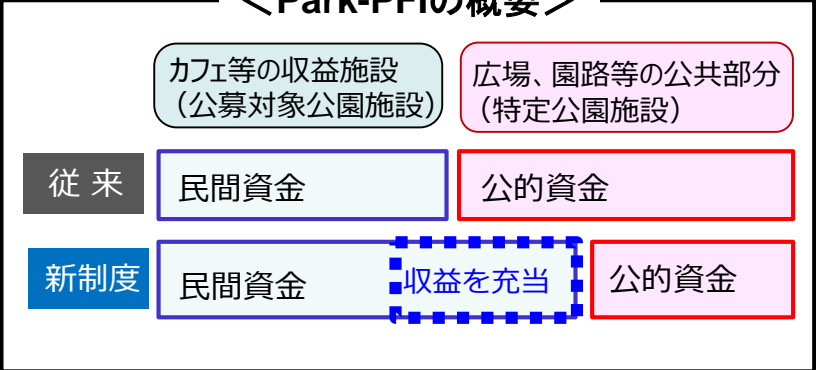 ＜Park-PFIの概要＞
カフェ等の収益施設
（公募対象公園施設）
広場、園路等の公共部分
（特定公園施設）
従 来
民間資金
公的資金
新制度
民間資金
収益を充当
公的資金